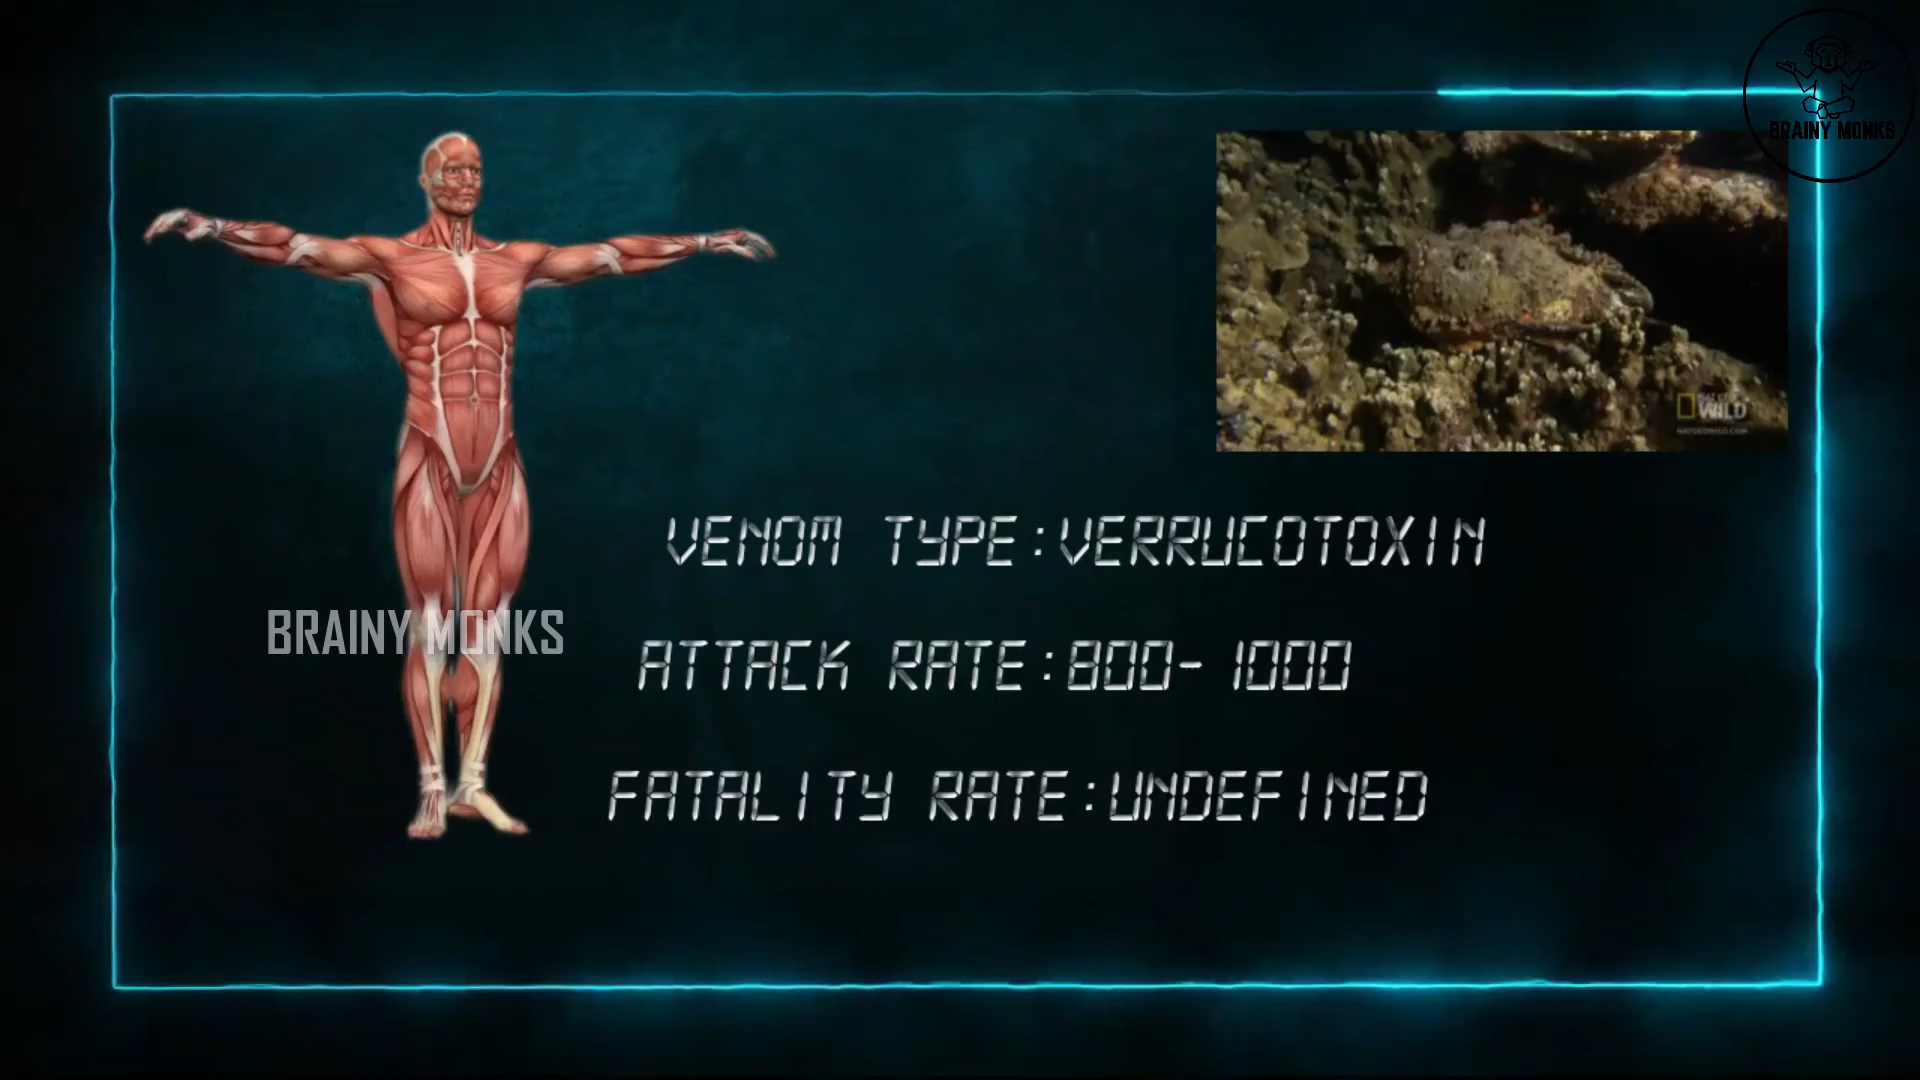 BRAINY MONKS
WILD
VENOM TYPE:VERRUCOTOXIN
BRAINY MONKS
ATTACK RATE:800- 1000
FATALITY RATE:UNDEFINED